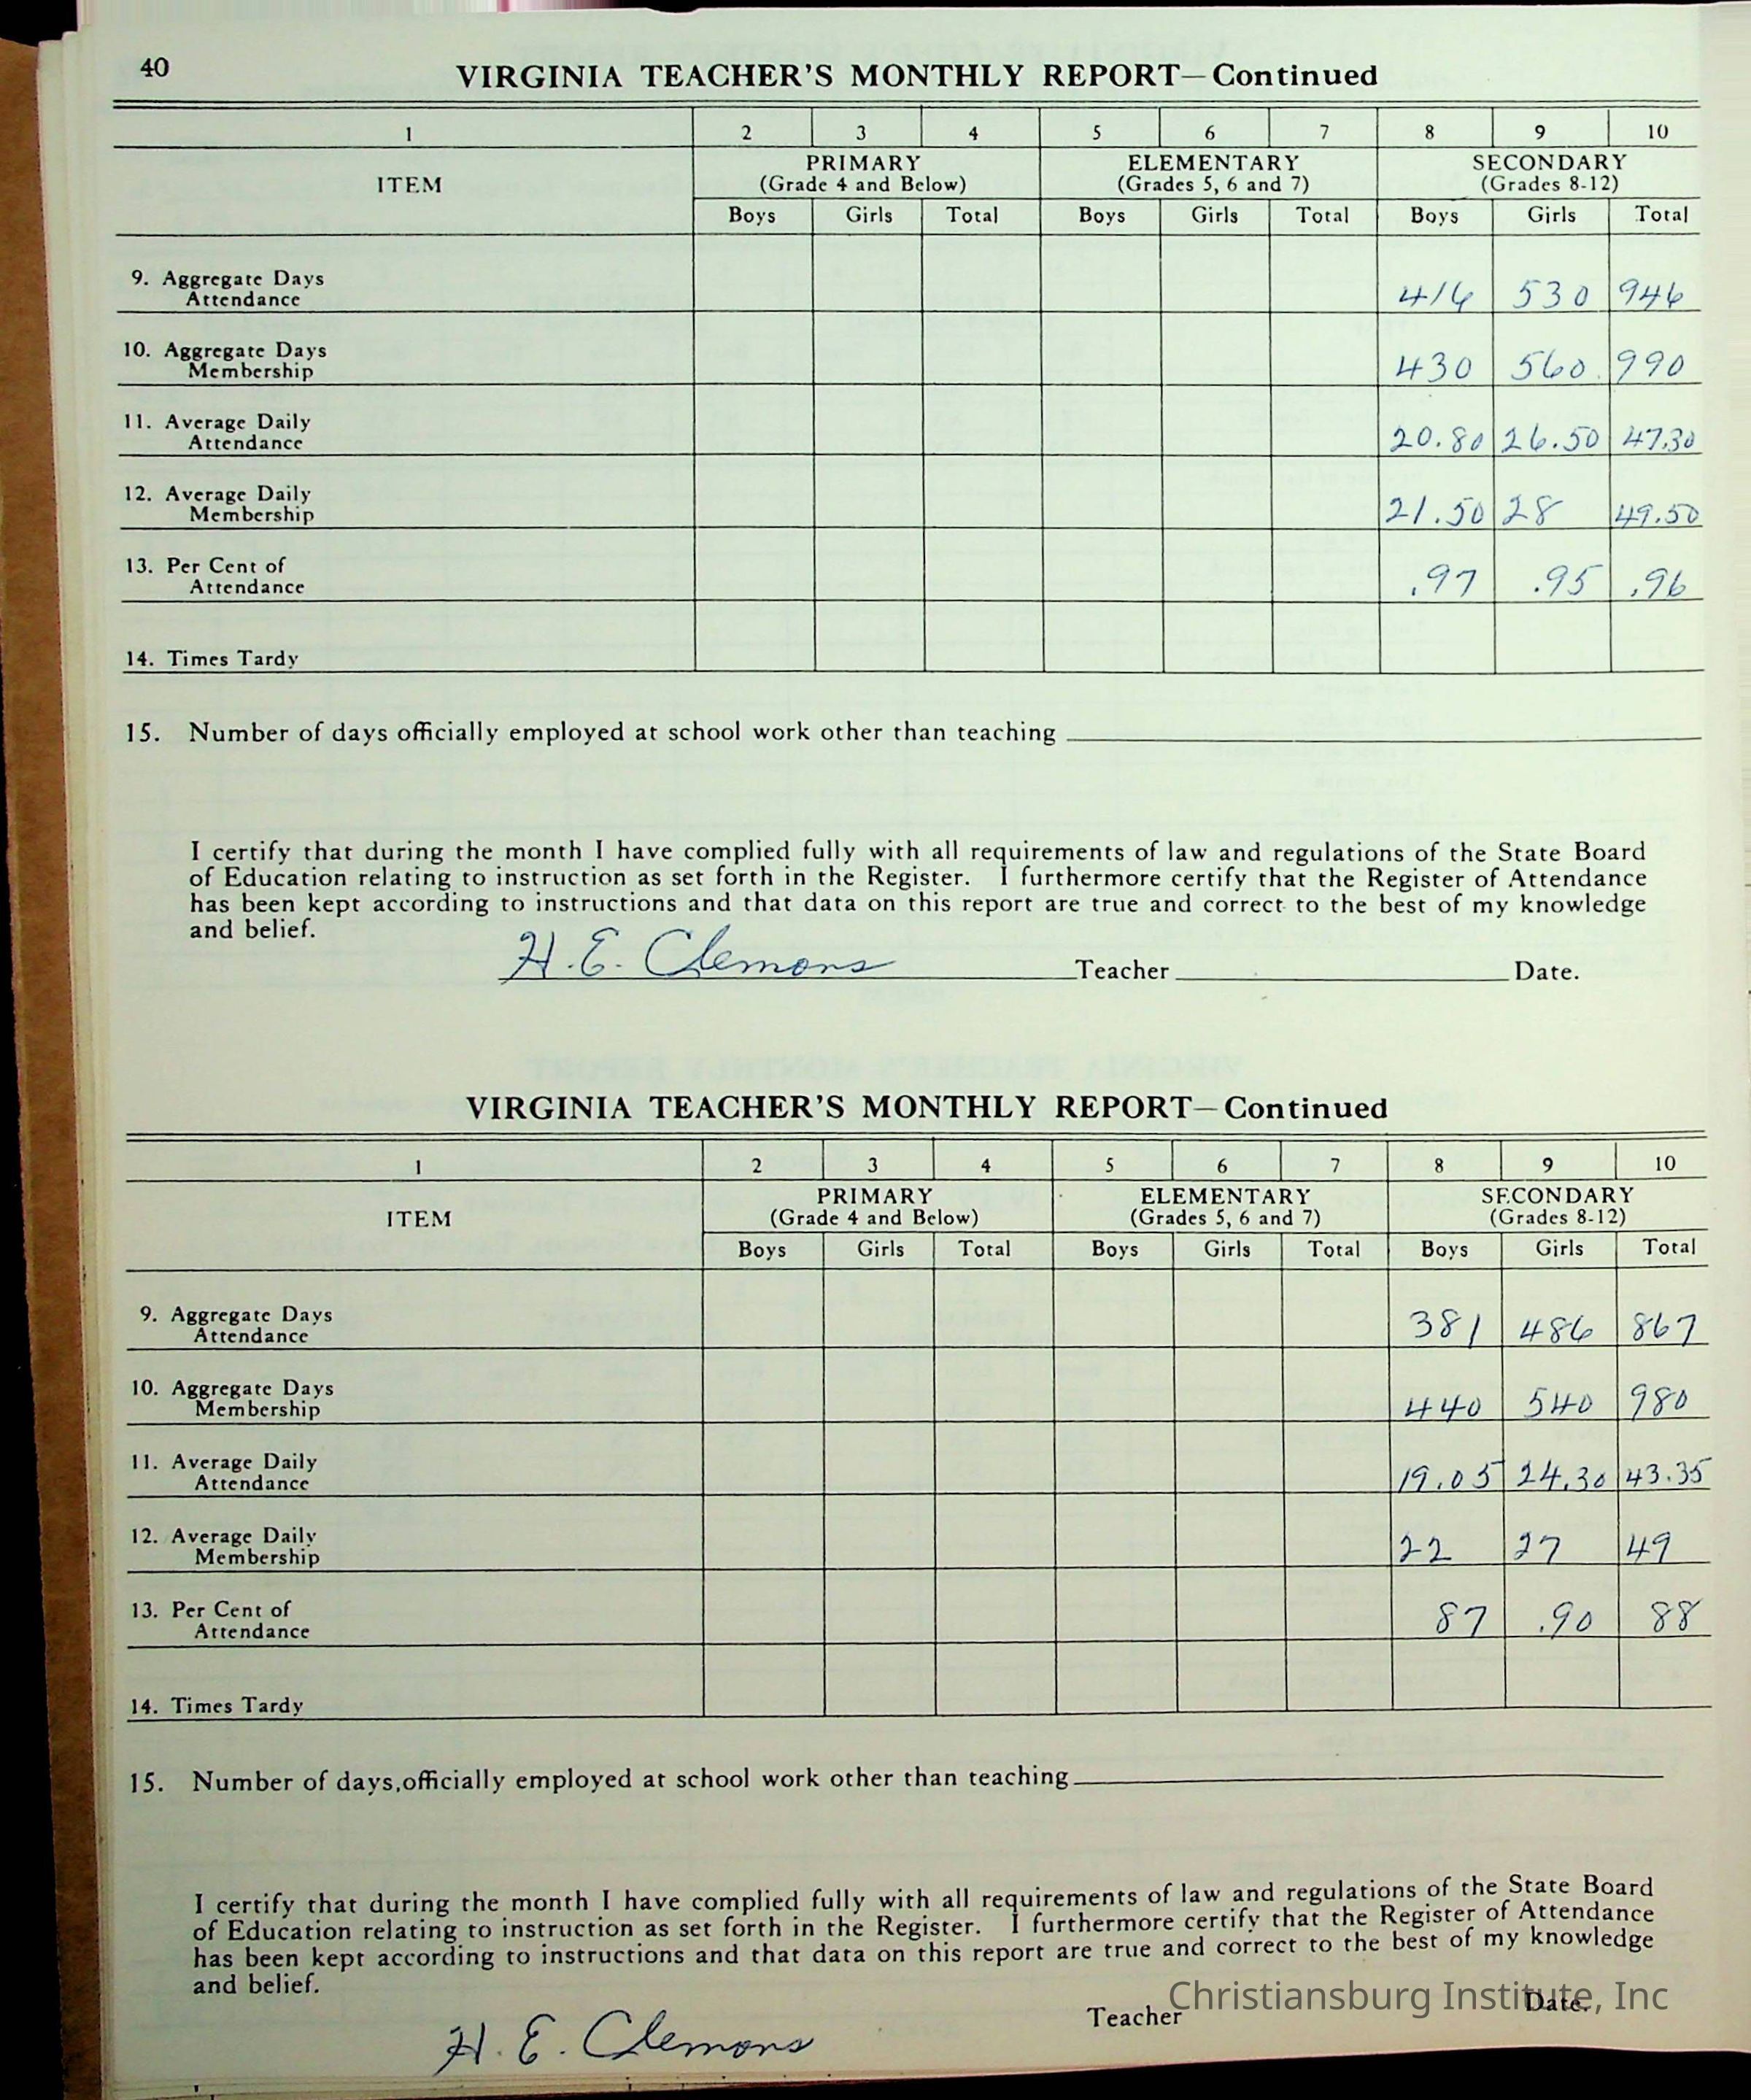 40
VIRGINIA TEACHER'S MONTHLY REPORT—Continued
1 2 3 4 5 6 7 8 9 10
ITEM PRIMARY ELEMENTARY SECONDARY
(Grade 4 and Below) (Grades 5, 6 and 7) (Grades 8-12)
Boys Girls Total Boys Girls Total Boys Girls Total
9. Aggregate Days
Attendance 416 530 946
10. Aggregate Days
Membership 430 560 990
11. Average Daily
Attendance 20.80 26.50 47.30
12. Average Daily
Membership 21.50 28 49.50
13. Per Cent of
Attendance .97 .95 .96
14. Times Tardy
15. Number of days officially employed at school work other than teaching
I certify that during the month I have complied fully with all requirements of law and regulations of the State Board
of Education relating to instruction as set forth in the Register. I furthermore certify that the Register of Attendance
has been kept according to instructions and that data on this report are true and correct to the best of my knowledge
and belief.
H. E. Clemons Teacher Date.
VIRGINIA TEACHER'S MONTHLY REPORT—Continued
1 2 3 4 5 6 7 8 9 10
ITEM PRIMARY ELEMENTARY SECONDARY
(Grade 4 and Below) (Grades 5, 6 and 7) (Grades 8-12)
Boys Girls Total Boys Girls Total Boys Girls Total
9. Aggregate Days
Attendance 381 486 867
10. Aggregate Days
Membership 440 540 980
11. Average Daily
Attendance 19.05 24.30 43.35
12. Average Daily
Membership 22 27 49
13. Per Cent of
Attendance 87 .90 88
14. Times Tardy
15. Number of days officially employed at school work other than teaching
I certify that during the month I have complied fully with all requirements of law and regulations of the State Board
of Education relating to instruction as set forth in the Register. I furthermore certify that the Register of Attendance
has been kept according to instructions and that data on this report are true and correct to the best of my knowledge
and belief.
Christiansburg Institute, Inc
H. E. Clemons Teacher Date.